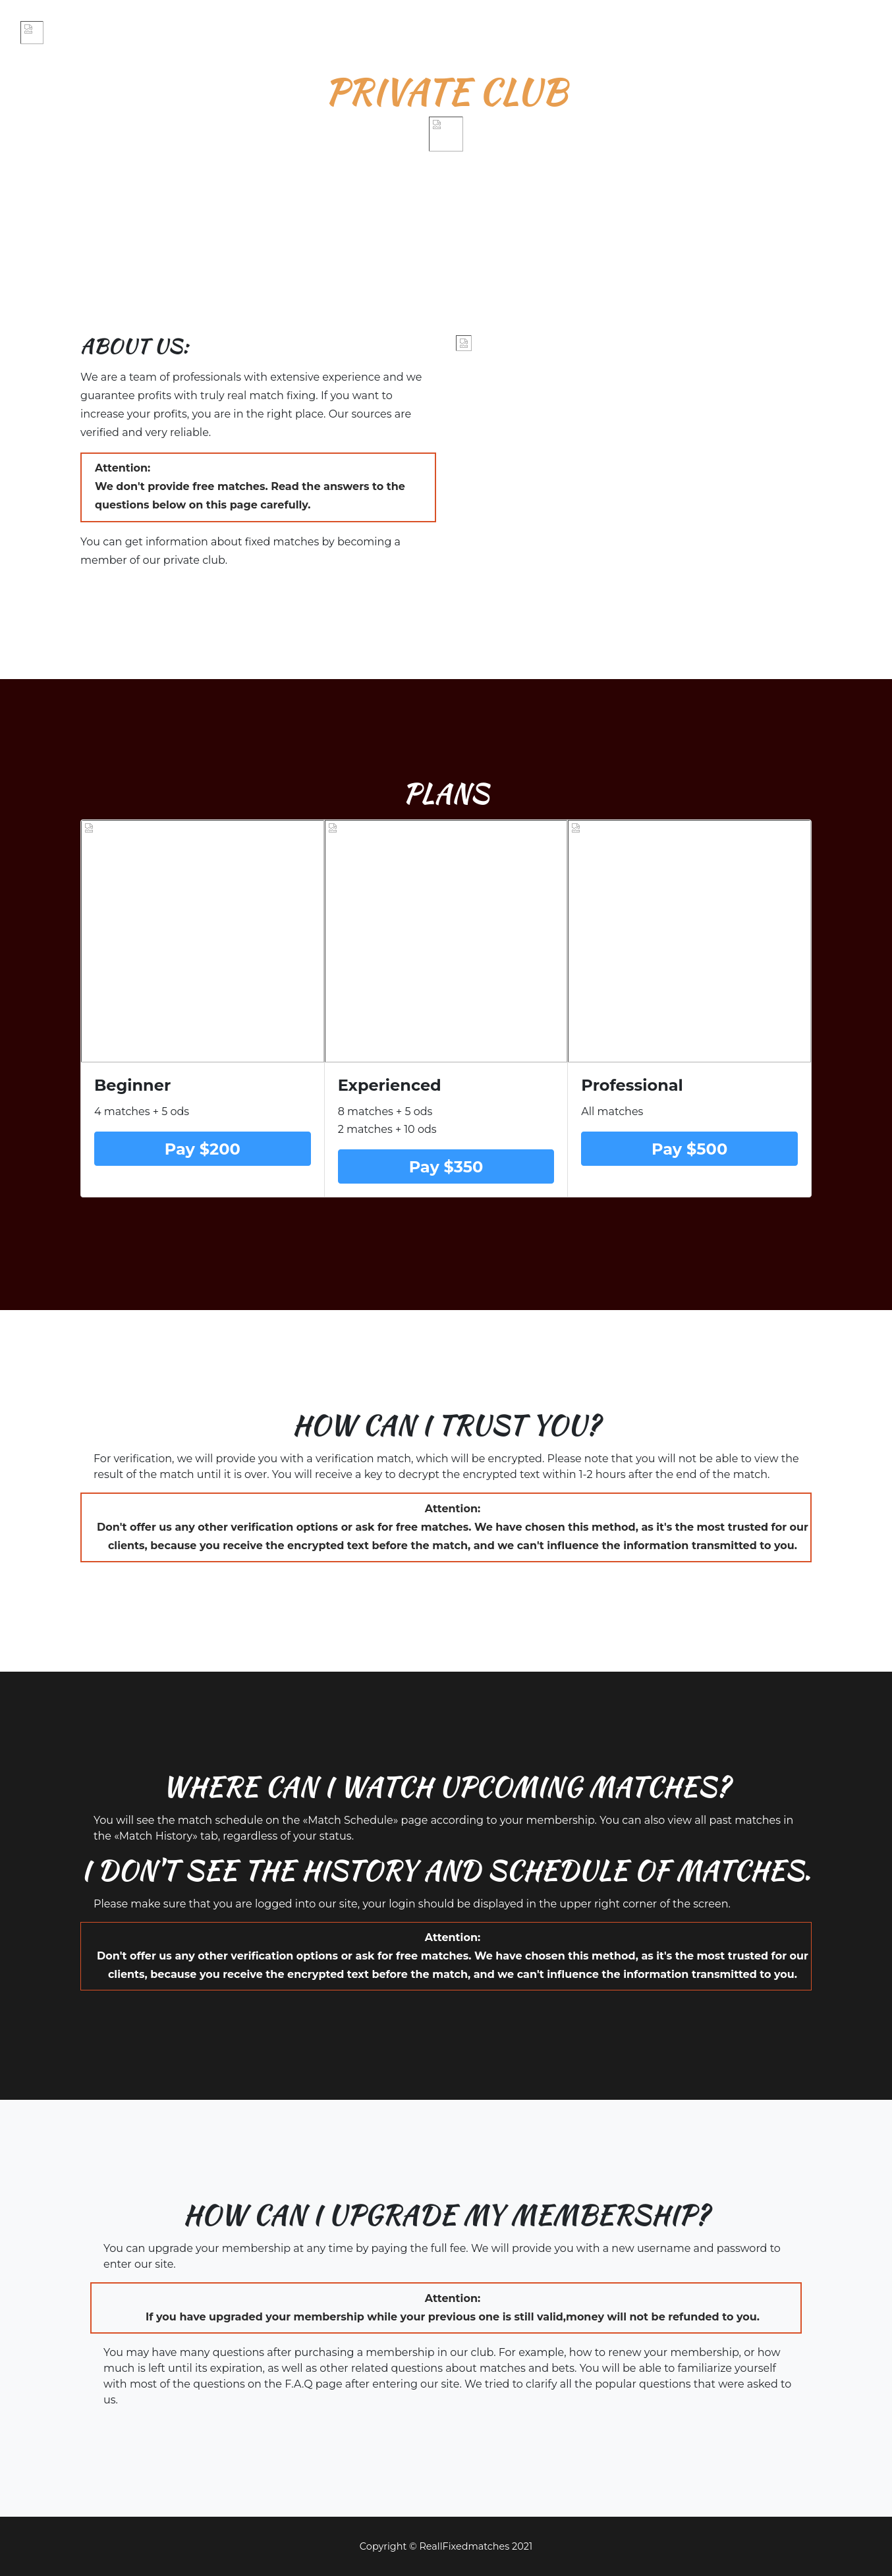 PRIVATE CLUB
ABOUT US:
We are a team of professionals with extensive experience and we
guarantee profits with truly real match fixing. If you want to
increase your profits, you are in the right place. Our sources are
verified and very reliable.
Attention:
We don't provide free matches. Read the answers to the
questions below on this page carefully.
You can get information about fixed matches by becoming a
member of our private club.
PLANS
Beginner
4 matches + 5 ods
Pay $200
Experienced
8 matches + 5 ods
2 matches + 10 ods
Pay $350
Professional
All matches
Pay $500
HOW CAN I TRUST YOU?
For verification, we will provide you with a verification match, which will be encrypted. Please note that you will not be able to view the
result of the match until it is over. You will receive a key to decrypt the encrypted text within 1-2 hours after the end of the match.
Attention:
Don't offer us any other verification options or ask for free matches. We have chosen this method, as it's the most trusted for our
clients, because you receive the encrypted text before the match, and we can't influence the information transmitted to you.
WHERE CAN I WATCH UPCOMING MATCHES?
You will see the match schedule on the «Match Schedule» page according to your membership. You can also view all past matches in
the «Match History» tab, regardless of your status.
I DON'T SEE THE HISTORY AND SCHEDULE OF MATCHES.
Please make sure that you are logged into our site, your login should be displayed in the upper right corner of the screen.
Attention:
Don't offer us any other verification options or ask for free matches. We have chosen this method, as it's the most trusted for our
clients, because you receive the encrypted text before the match, and we can't influence the information transmitted to you.
HOW CAN I UPGRADE MY MEMBERSHIP?
You can upgrade your membership at any time by paying the full fee. We will provide you with a new username and password to
enter our site.
Attention:
If you have upgraded your membership while your previous one is still valid,money will not be refunded to you.
You may have many questions after purchasing a membership in our club. For example, how to renew your membership, or how
much is left until its expiration, as well as other related questions about matches and bets. You will be able to familiarize yourself
with most of the questions on the F.A.Q page after entering our site. We tried to clarify all the popular questions that were asked to
us.
Copyright © ReallFixedmatches 2021